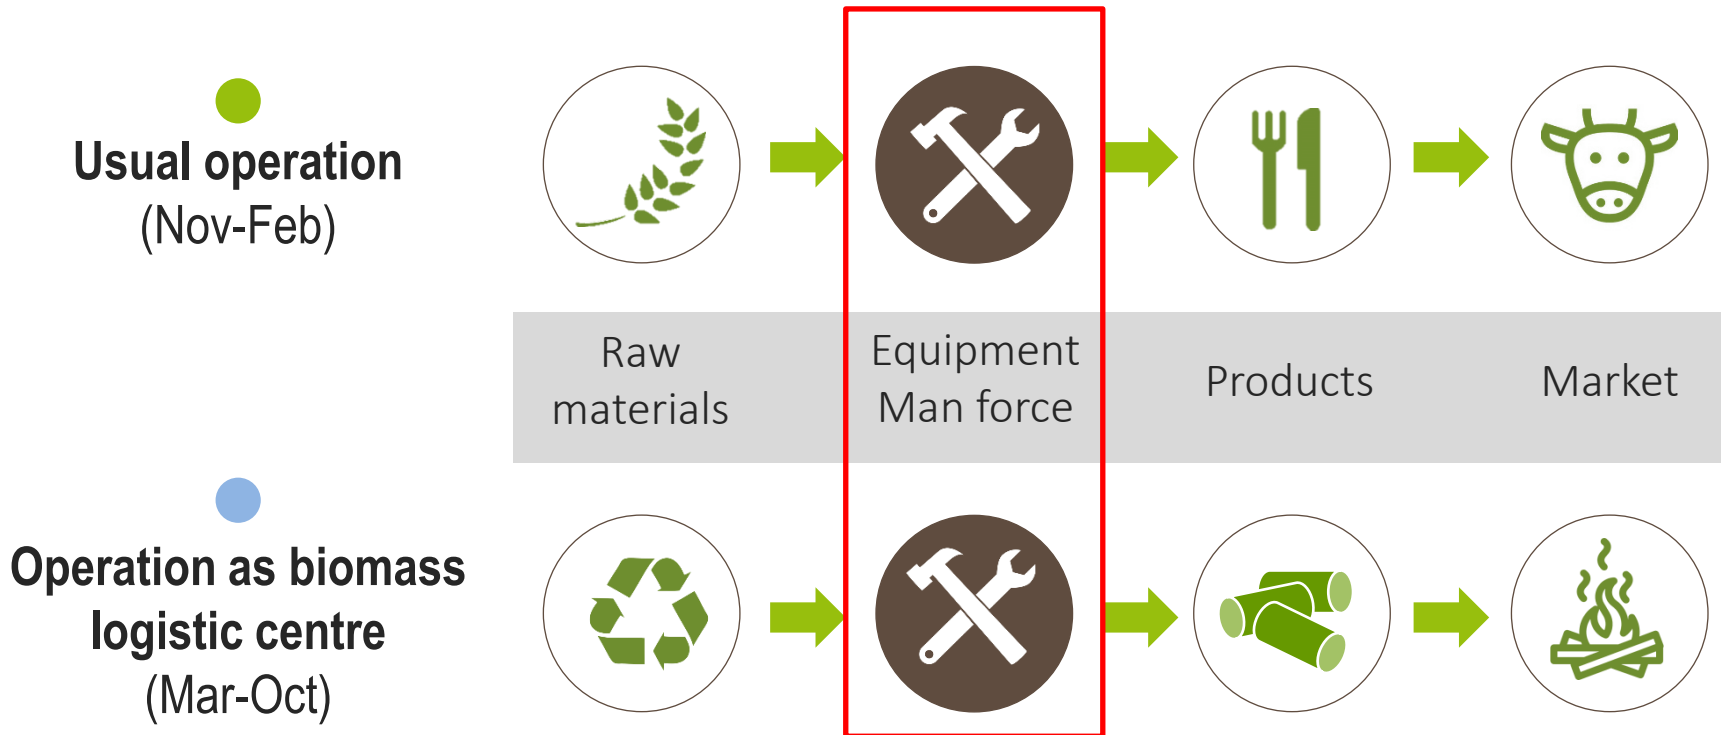 Usual operation
(Nov-Feb)
Raw
materials
Equipment
Man force
Products
Market
Operation as biomass
logistic centre
(Mar-Oct)